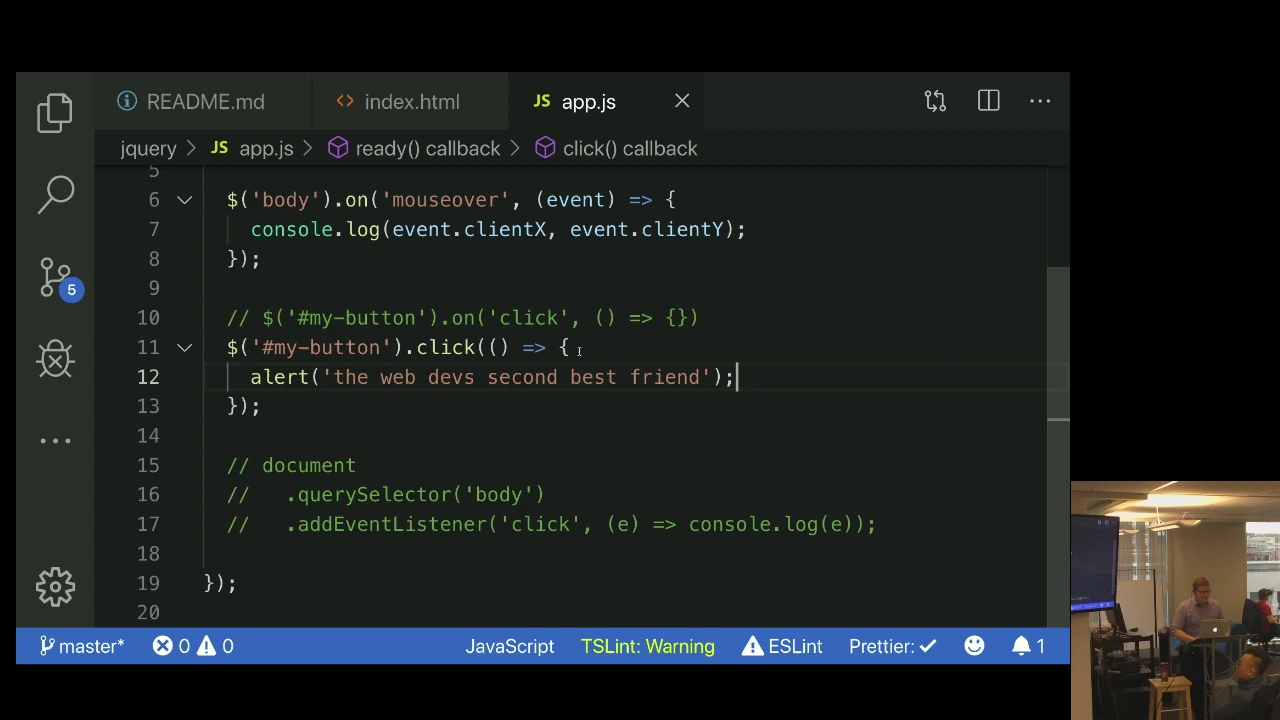 README.md
index.html
JS app.js
jquery > JS app.js > ready() callback > click() callback
5
6 $('body').on('mouseover', (event) => {
7 console.log(event.clientX, event.clientY);
8 });
9
10 // $('#my-button').on('click', () => {})
11 $('#my-button').click(() => {
12 alert('the web devs second best friend');
13 });
14
15 // document
16 // .querySelector('body')
17 // .addEventListener('click', (e) => console.log(e));
18
19 });
20
5
master* 0 0 JavaScript TSLint: Warning ESLint Prettier: ✓ 1